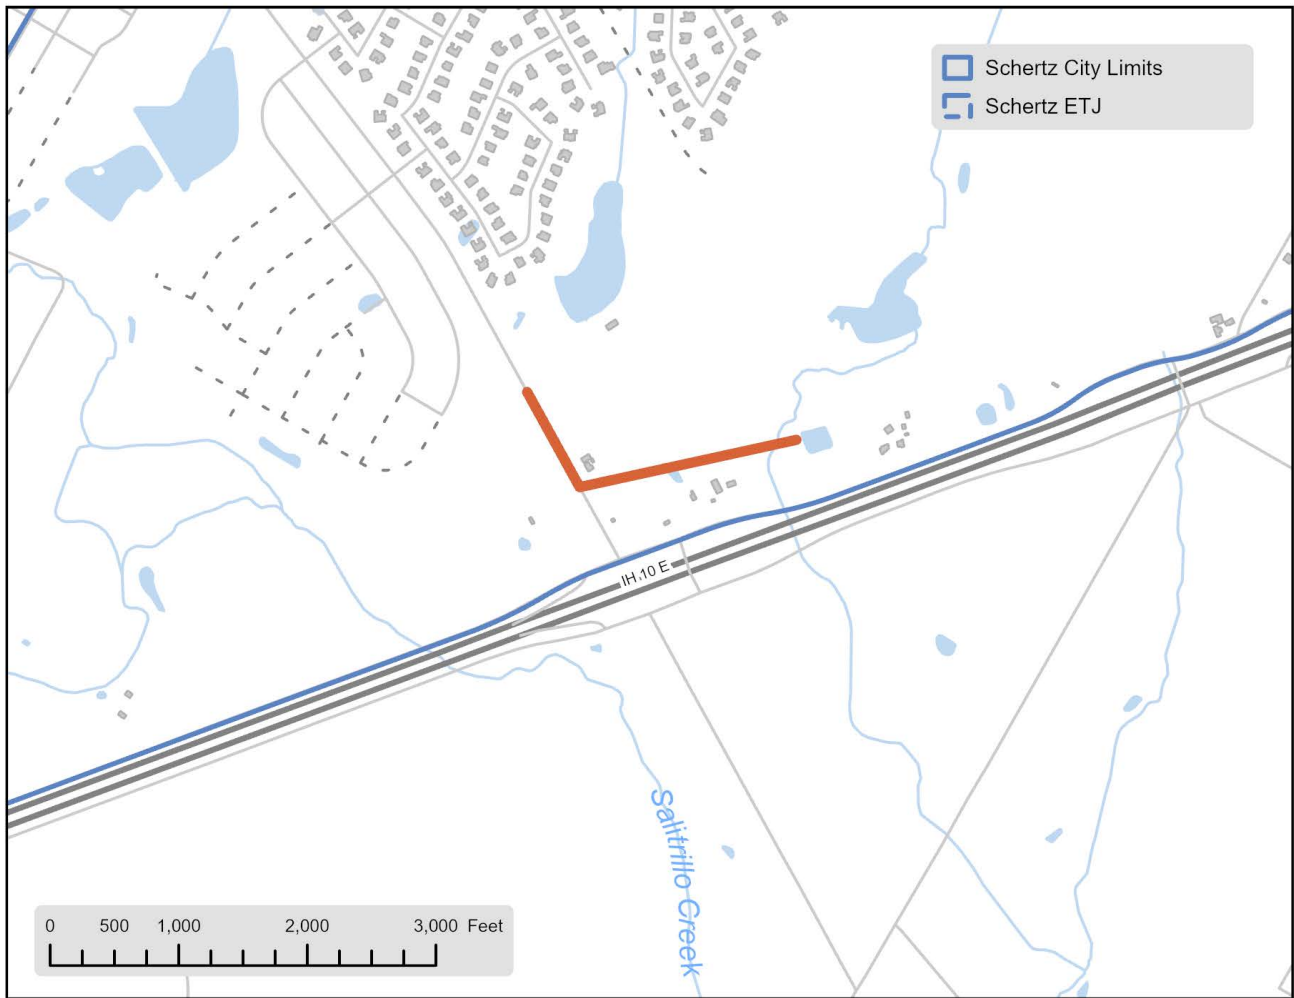 Schertz City Limits
Schertz ETJ
IH 10 E
Salitrillo Creek
0 500 1,000 2,000 3,000 Feet